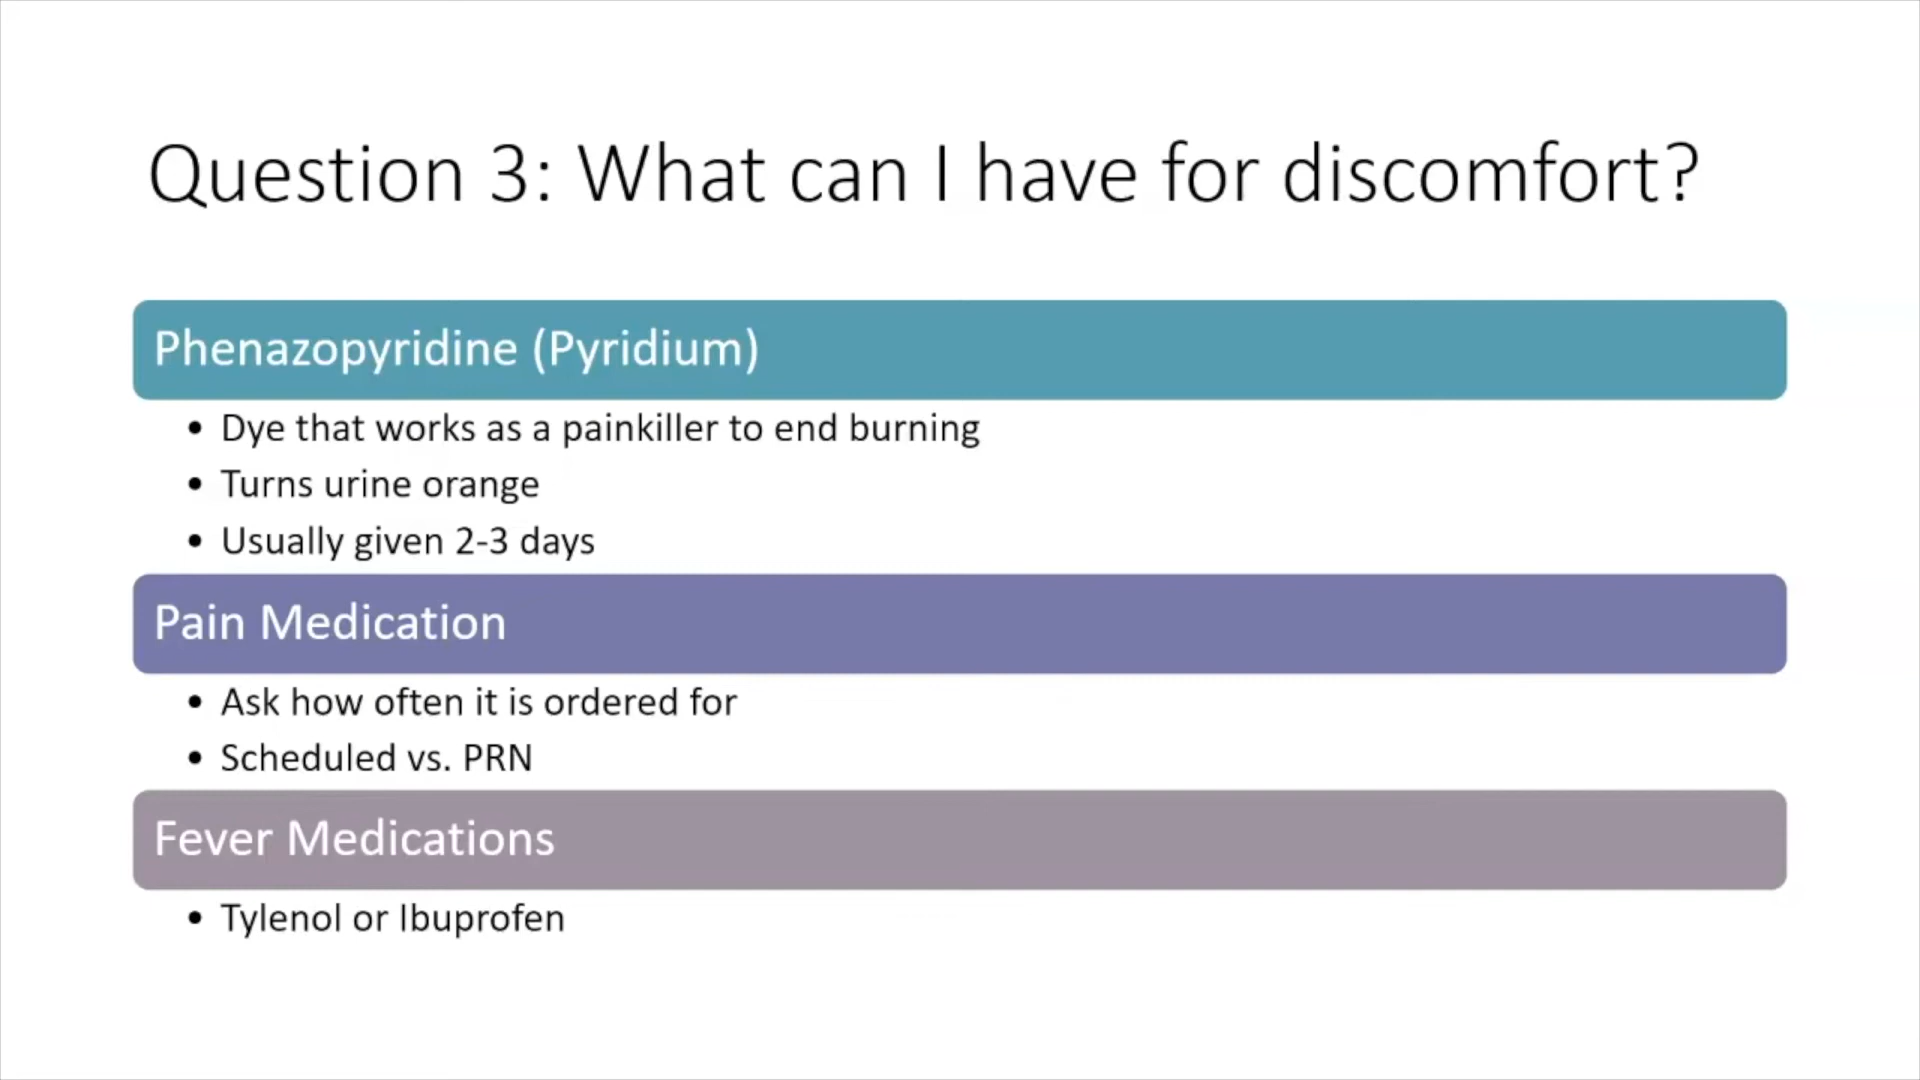 Question 3: What can I have for discomfort?
Phenazopyridine (Pyridium)
• Dye that works as a painkiller to end burning
• Turns urine orange
• Usually given 2-3 days
Pain Medication
• Ask how often it is ordered for
• Scheduled vs. PRN
Fever Medications
• Tylenol or Ibuprofen